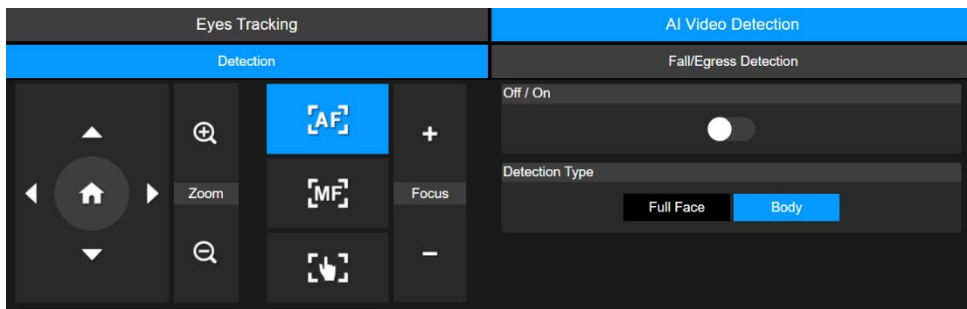 Eyes Tracking
AI Video Detection
Detection
Fall/Egress Detection
Off / On
AF
Detection Type
Zoom
MF
Focus
Full Face
Body